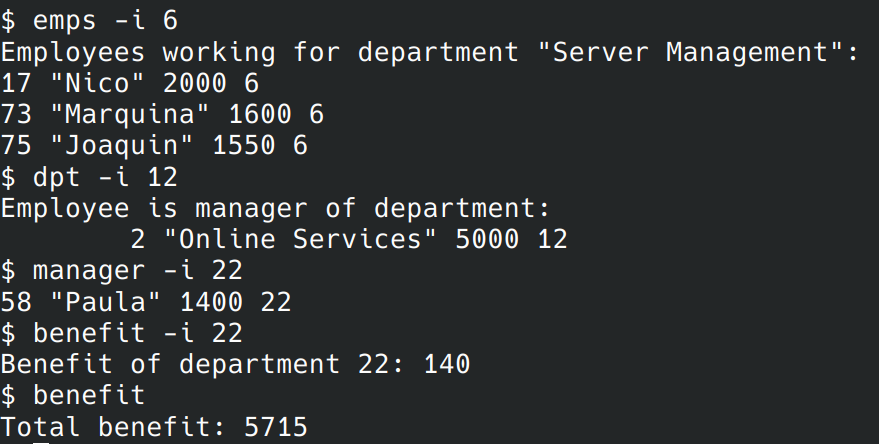 $ emps -i 6
Employees working for department "Server Management":
17 "Nico" 2000 6
73 "Marquina" 1600 6
75 "Joaquin" 1550 6
$ dpt -i 12
Employee is manager of department:
        2 "Online Services" 5000 12
$ manager -i 22
58 "Paula" 1400 22
$ benefit -i 22
Benefit of department 22: 140
$ benefit
Total benefit: 5715